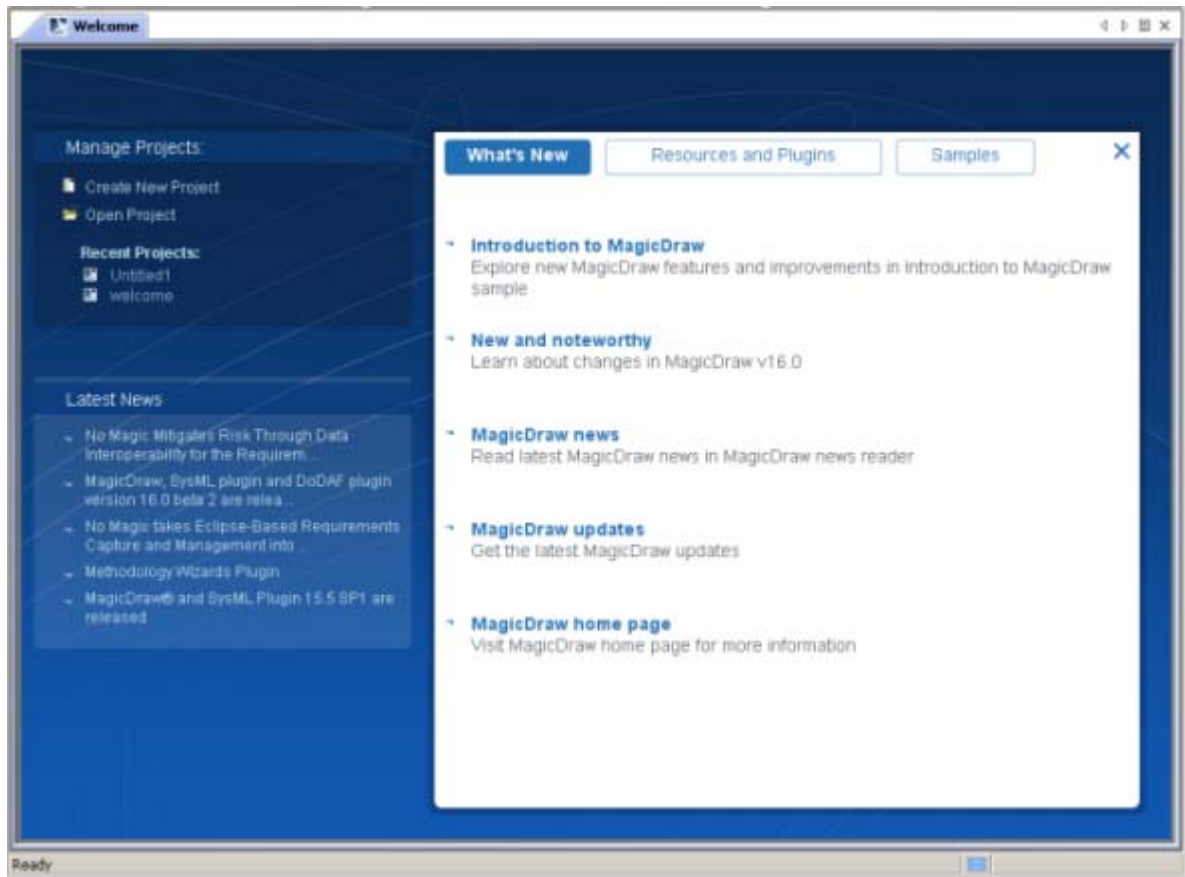 Welcome
Manage Projects:
Create New Project
Open Project
Recent Projects:
Untitled1
welcome
Latest News
No Magic Mitigates Risk Through Data
Interoperability for the Requirem...
MagicDraw, SysML plugin and DoDAF plugin
version 16.0 beta 2 are relea...
No Magic takes Eclipse-Based Requirements
Capture and Management into ...
Methodology Wizards Plugin
MagicDraw® and SysML Plugin 15.5 SP1 are
released
What's New
Resources and Plugins
Samples
Introduction to MagicDraw
Explore new MagicDraw features and improvements in Introduction to MagicDraw
sample
New and noteworthy
Learn about changes in MagicDraw v16.0
MagicDraw news
Read latest MagicDraw news in MagicDraw news reader
MagicDraw updates
Get the latest MagicDraw updates
MagicDraw home page
Visit MagicDraw home page for more information
Ready